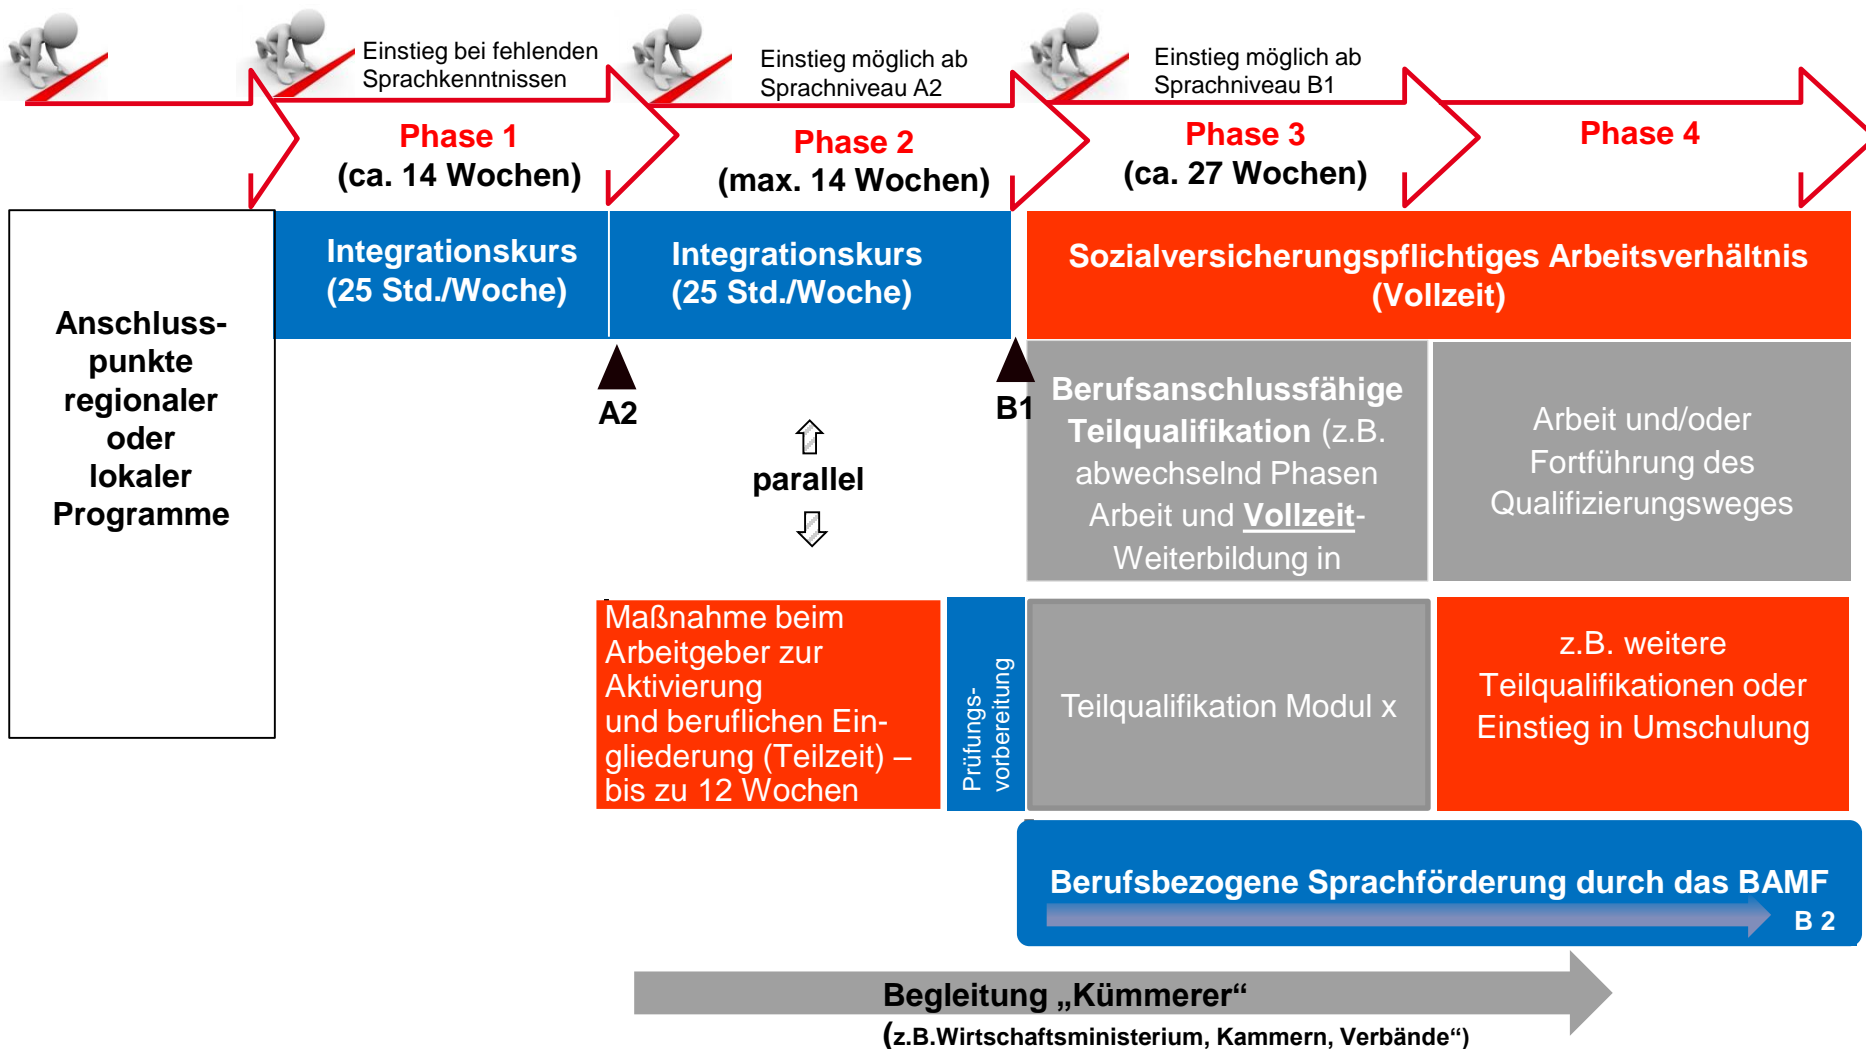 Einstieg bei fehlenden
Sprachkenntnissen
Einstieg möglich ab
Sprachniveau A2
Einstieg möglich ab
Sprachniveau B1
Phase 1
(ca. 14 Wochen)
Phase 2
(max. 14 Wochen)
Phase 3
(ca. 27 Wochen)
Phase 4
Anschluss-
punkte
regionaler
oder
lokaler
Programme
Integrationskurs
(25 Std./Woche)
Integrationskurs
(25 Std./Woche)
Sozialversicherungspflichtiges Arbeitsverhältnis
(Vollzeit)
A2
B1
parallel
Berufsanschlussfähige
Teilqualifikation (z.B.
abwechselnd Phasen
Arbeit und Vollzeit-
Weiterbildung in
Arbeit und/oder
Fortführung des
Qualifizierungsweges
Maßnahme beim
Arbeitgeber zur
Aktivierung
und beruflichen Ein-
gliederung (Teilzeit) –
bis zu 12 Wochen
Prüfungs-
vorbereitung
Teilqualifikation Modul x
z.B. weitere
Teilqualifikationen oder
Einstieg in Umschulung
Berufsbezogene Sprachförderung durch das BAMF
B 2
Begleitung „Kümmerer“
(z.B.Wirtschaftsministerium, Kammern, Verbände“)